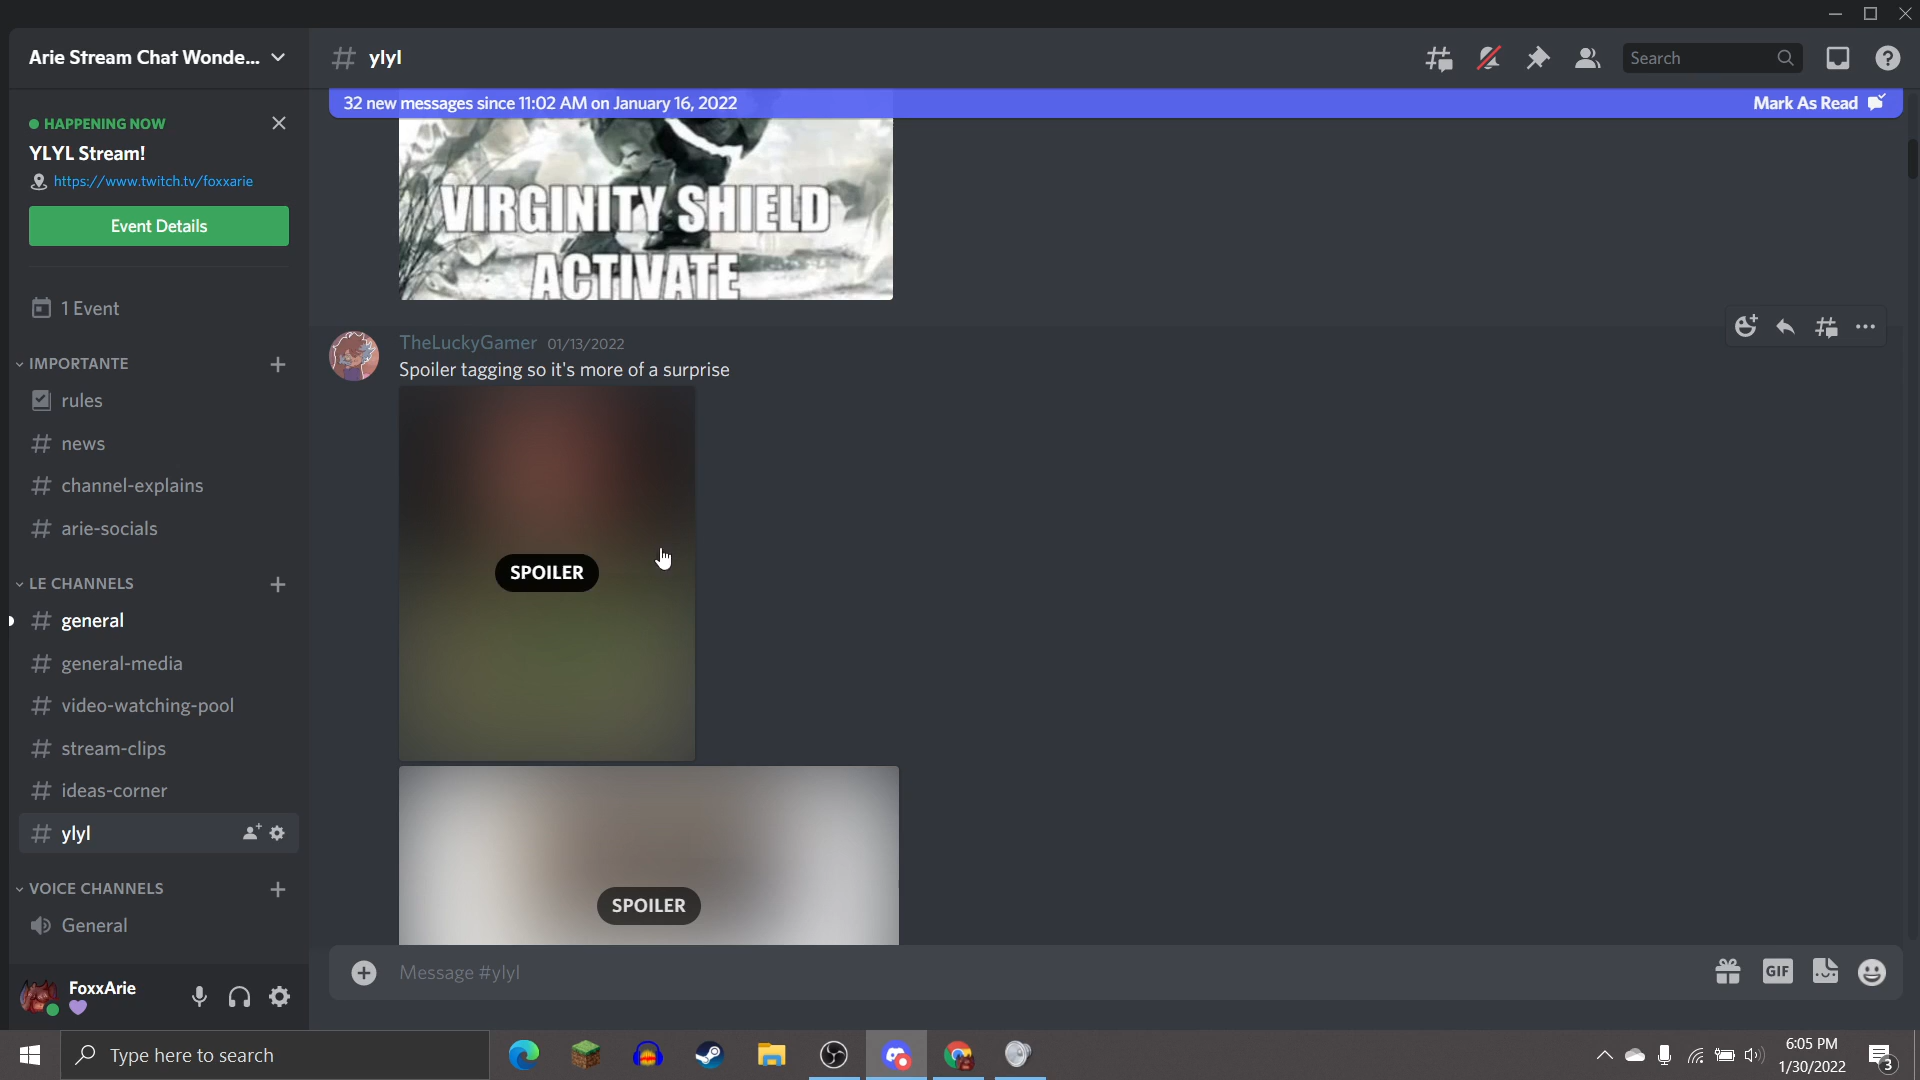 Arie Stream Chat Wonde...
ylyl
Search
32 new messages since 11:02 AM on January 16, 2022
Mark As Read
HAPPENING NOW
YLYL Stream!
https://www.twitch.tv/foxxarie
Event Details
1 Event
IMPORTANTE
rules
news
channel-explains
arie-socials
LE CHANNELS
general
general-media
video-watching-pool
stream-clips
ideas-corner
ylyl
VOICE CHANNELS
General
FoxxArie
VIRGINITY SHIELD
ACTIVATE
TheLuckyGamer 01/13/2022
Spoiler tagging so it's more of a surprise
SPOILER
SPOILER
Message #ylyl
GIF
Type here to search
6:05 PM
1/30/2022
3